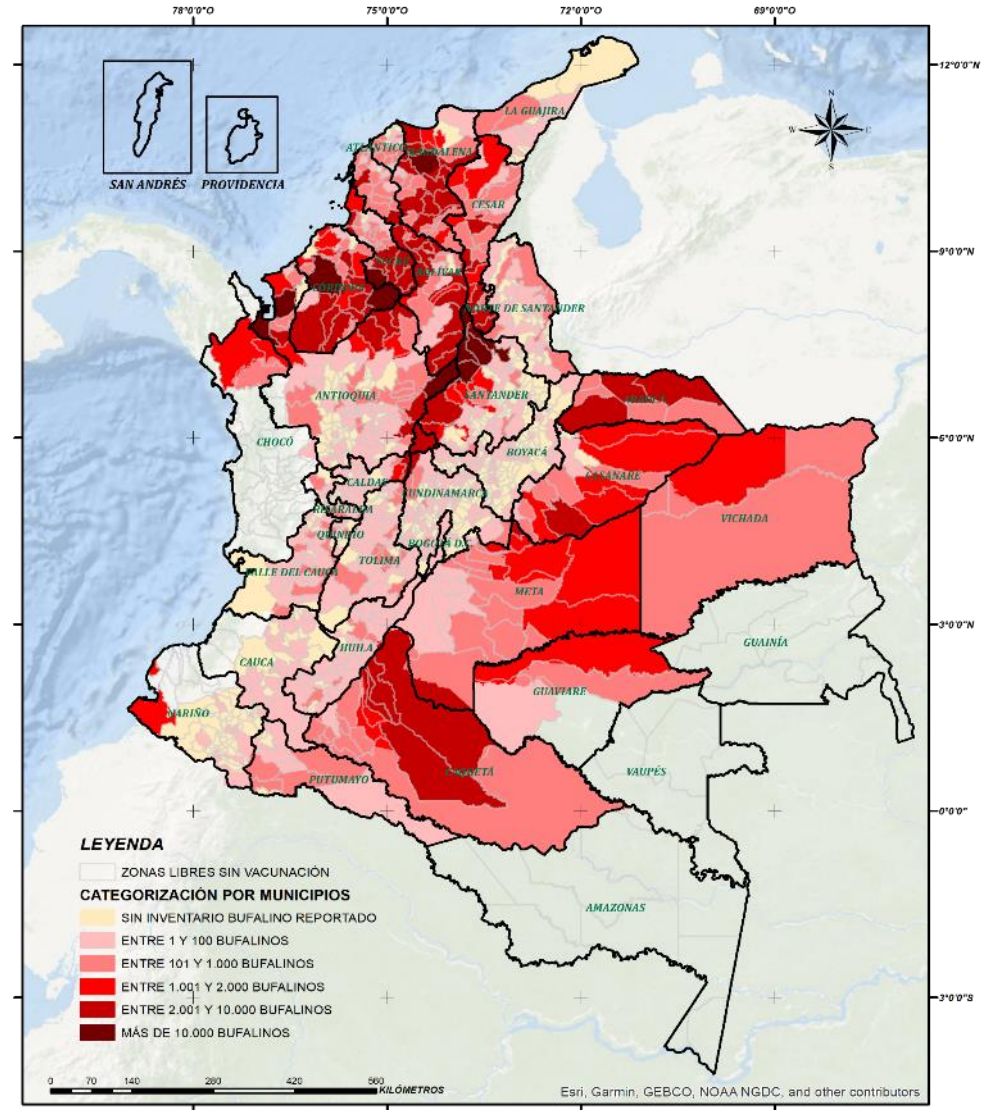 78°0'0"O
75°0'0"O
72°0'0"O
69°0'0"O
12°0'0"N
N
W
E
S
SAN ANDRÉS
PROVIDENCIA
LA GUAJIRA
ATLÁNTICO
MAGDALENA
CESAR
9°0'0"N
SUCRE
BOLÍVAR
CÓRDOBA
NORTE DE SANTANDER
ANTIOQUIA
SANTANDER
ARAUCA
CHOCÓ
BOYACÁ
CASANARE
CALDAS
CUNDINAMARCA
RISARALDA
VICHADA
QUINDIO
BOGOTÁ D.C.
TOLIMA
VALLE DEL CAUCA
META
3°0'0"N
GUAINÍA
HUILA
CAUCA
GUAVIARE
NARIÑO
CAQUETÁ
VAUPÉS
PUTUMAYO
0°0'0"
LEYENDA
ZONAS LIBRES SIN VACUNACIÓN
CATEGORIZACIÓN POR MUNICIPIOS
SIN INVENTARIO BUFALINO REPORTADO
AMAZONAS
ENTRE 1 Y 100 BUFALINOS
ENTRE 101 Y 1.000 BUFALINOS
ENTRE 1.001 Y 2.000 BUFALINOS
3°0'0"S
ENTRE 2.001 Y 10.000 BUFALINOS
MÁS DE 10.000 BUFALINOS
0 70 140 280 420 560
KILÓMETROS
Esri, Garmin, GEBCO, NOAA NGDC, and other contributors